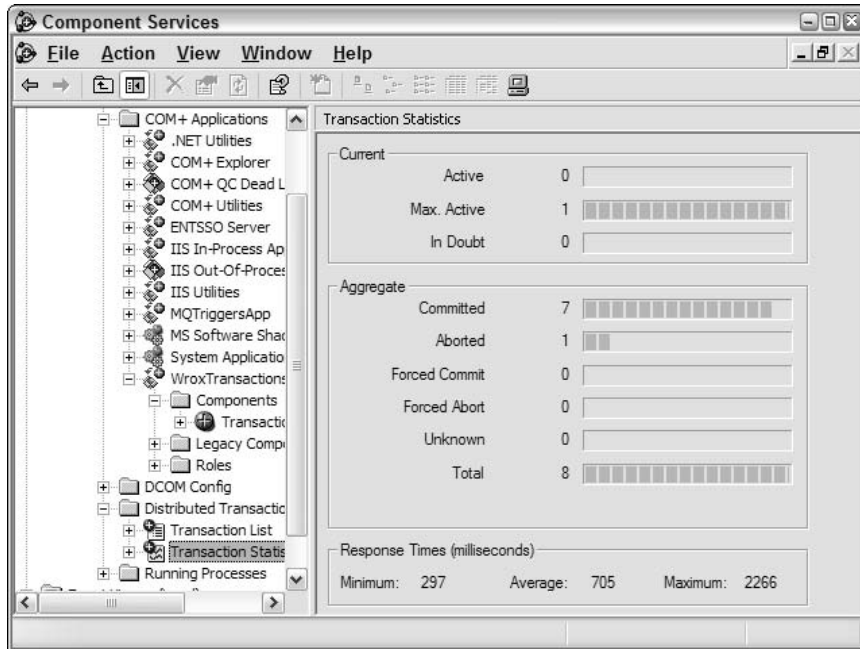 Component Services
File Action View Window Help
COM+ Applications
.NET Utilities
COM+ Explorer
COM+ QC Dead L
COM+ Utilities
ENTSSO Server
IIS In-Process Ap
IIS Out-Of-Proces
IIS Utilities
MQTriggersApp
MS Software Shad
System Applicatio
WroxTransactions
Components
Transactio
Legacy Compo
Roles
DCOM Config
Distributed Transactio
Transaction List
Transaction Statis
Running Processes
Transaction Statistics
Current
Active 0
Max. Active 1
In Doubt 0
Aggregate
Committed 7
Aborted 1
Forced Commit 0
Forced Abort 0
Unknown 0
Total 8
Response Times (milliseconds)
Minimum: 297 Average: 705 Maximum: 2266